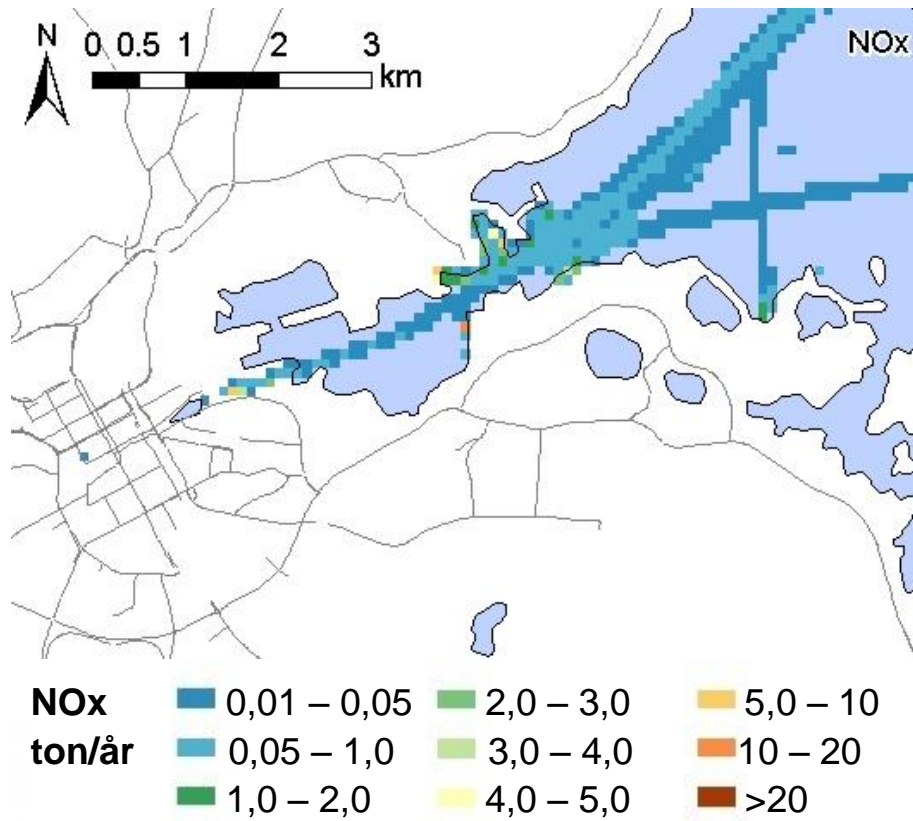 N 0 0.5 1 2 3
km
NOx
NOx 0,01 – 0,05 2,0 – 3,0 5,0 – 10
ton/år 0,05 – 1,0 3,0 – 4,0 10 – 20
1,0 – 2,0 4,0 – 5,0 >20